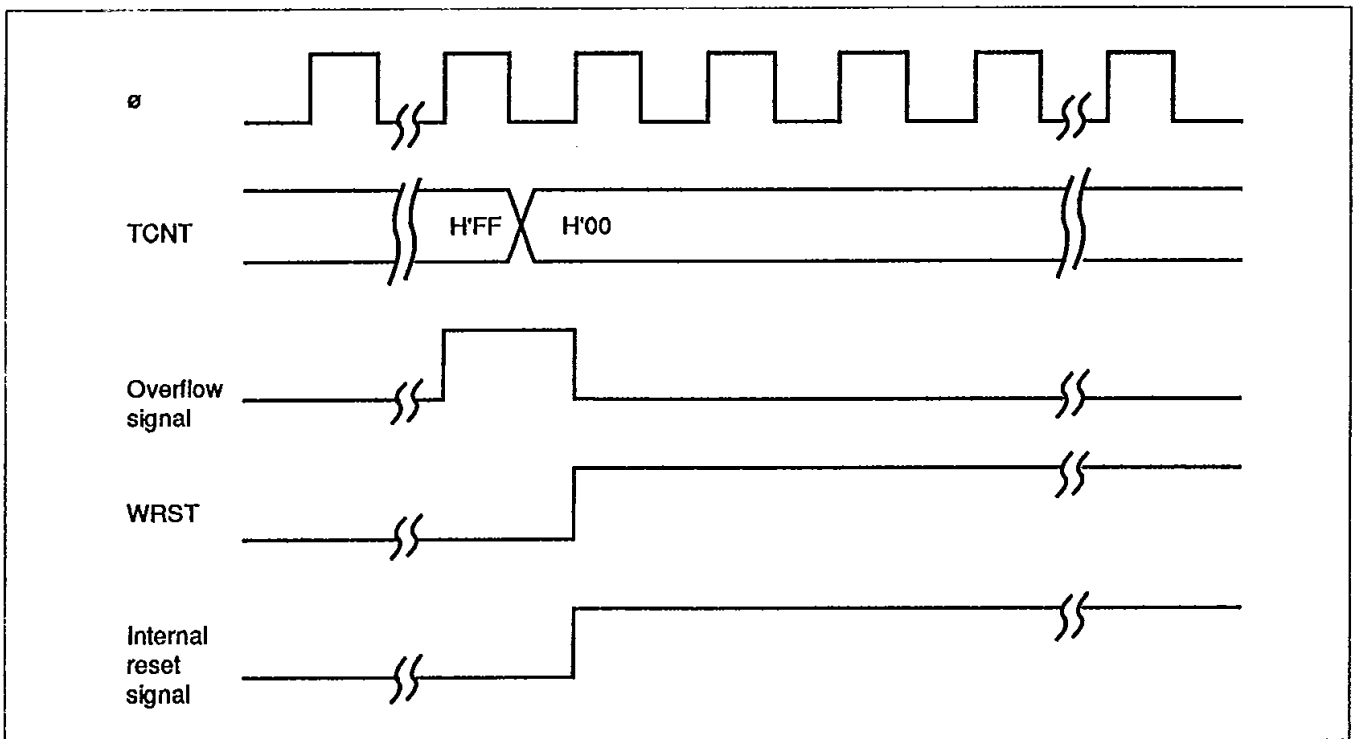 ø
TCNT
H'FF
H'00
Overflow
signal
WRST
Internal
reset
signal